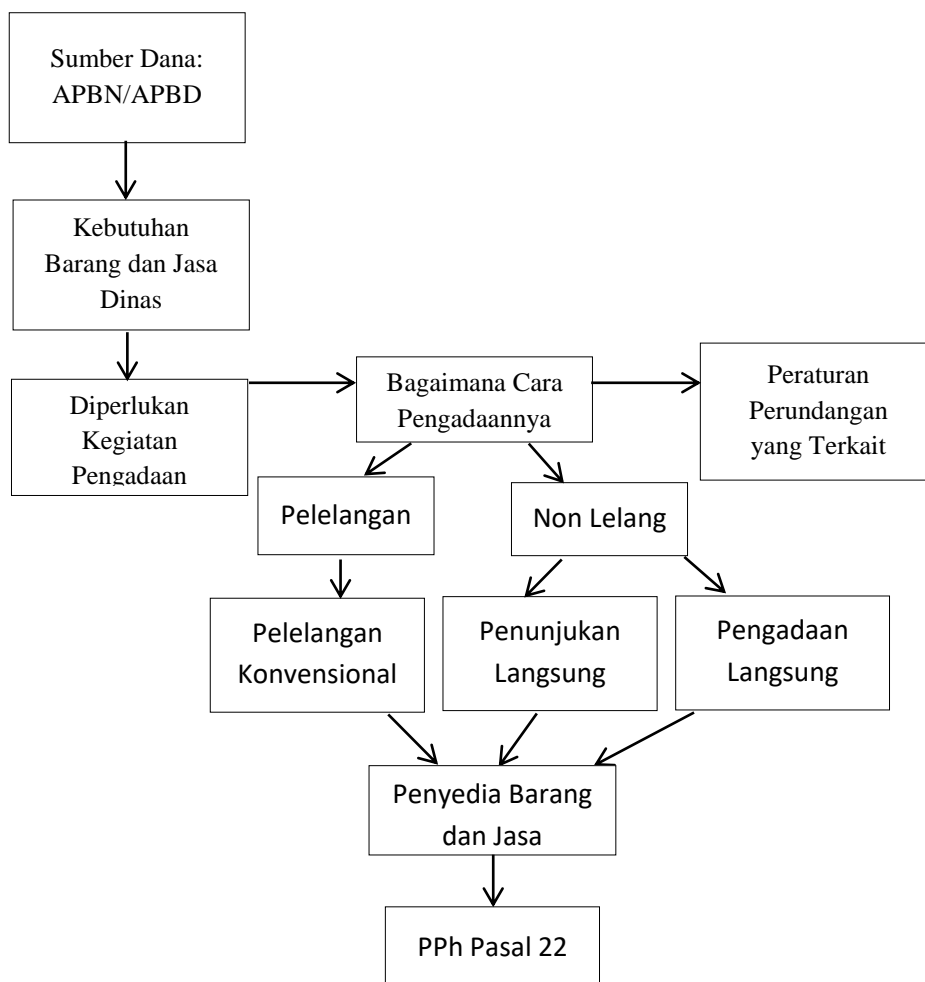 Sumber Dana:
APBN/APBD
Kebutuhan
Barang dan Jasa
Dinas
Diperlukan
Kegiatan
Pengadaan
Bagaimana Cara
Pengadaannya
Peraturan
Perundangan
yang Terkait
Pelelangan
Non Lelang
Pelelangan
Konvensional
Penunjukan
Langsung
Pengadaan
Langsung
Penyedia Barang
dan Jasa
PPh Pasal 22